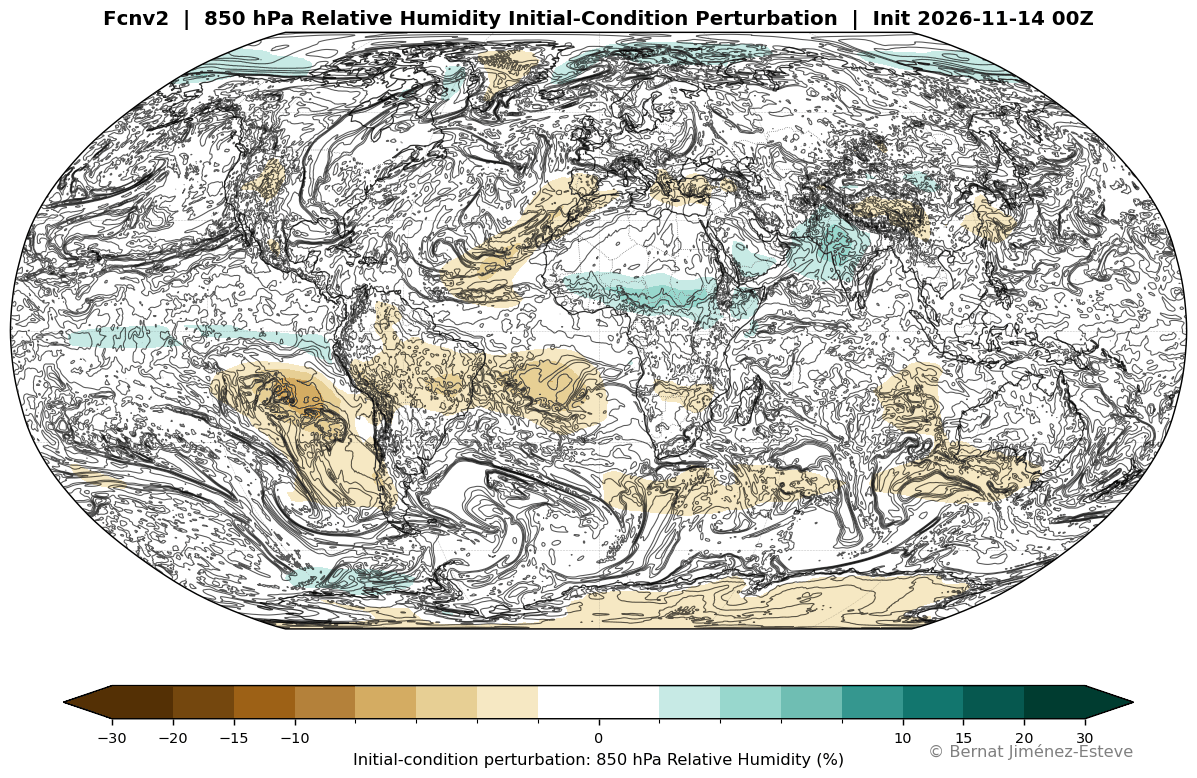 Fcnv2 | 850 hPa Relative Humidity Initial-Condition Perturbation | Init 2026-11-14 00Z
−30 −20 −15 −10 0 10 15 20 30
Initial-condition perturbation: 850 hPa Relative Humidity (%)
© Bernat Jiménez-Esteve